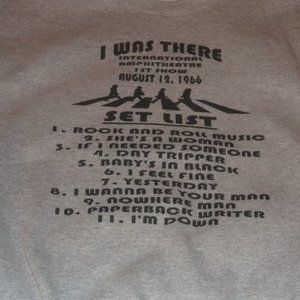 I WAS THERE
INTERNATIONAL
AMPHITHEATRE
1ST SHOW
AUGUST 12, 1966
SET LIST
1. ROCK AND ROLL MUSIC
2. SHE'S A WOMAN
3. IF I NEEDED SOMEONE
4. DAY TRIPPER
5. BABY'S IN BLACK
6. I FEEL FINE
7. YESTERDAY
8. I WANNA BE YOUR MAN
9. NOWHERE MAN
10. PAPERBACK WRITER
11. I'M DOWN